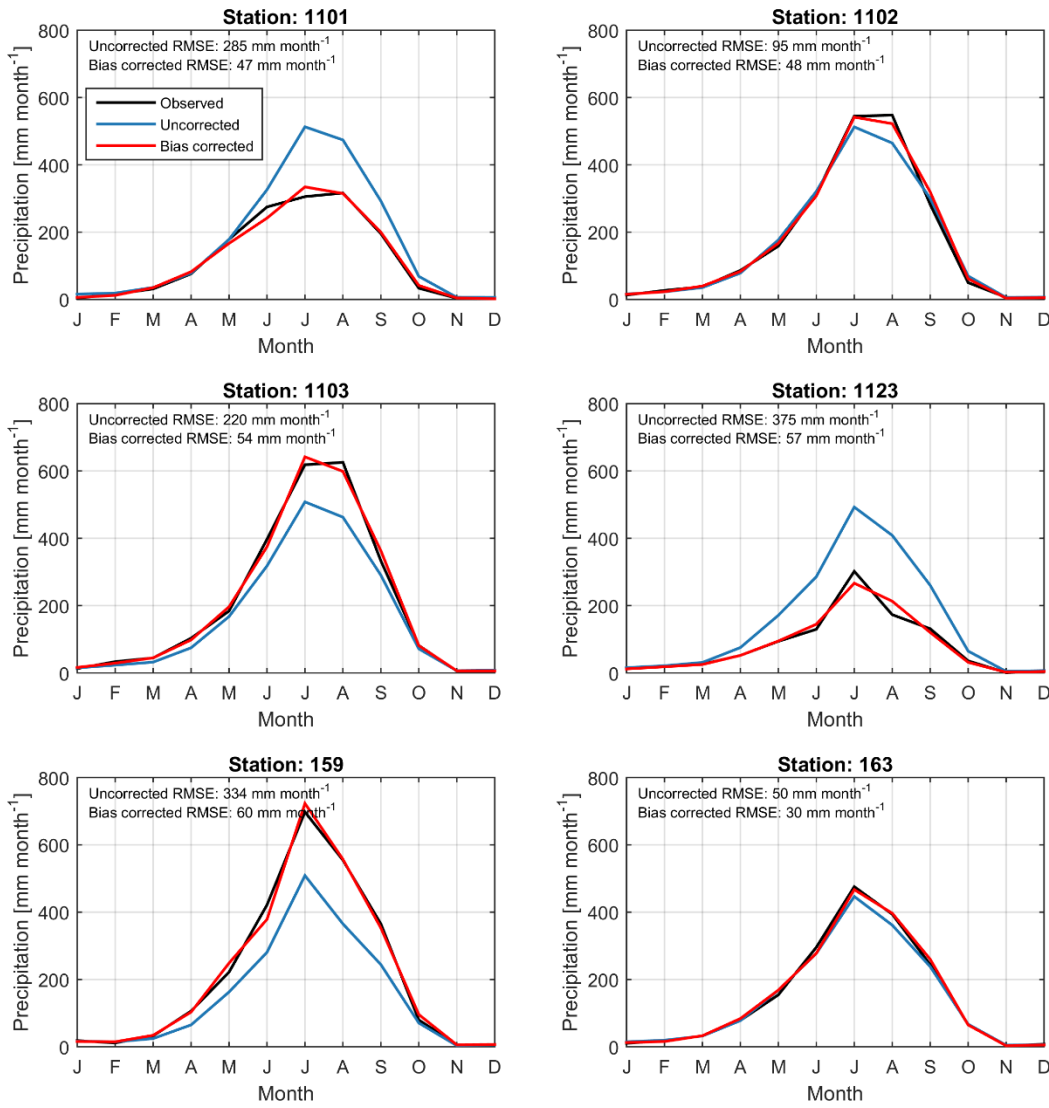 Station: 1101
Uncorrected RMSE: 285 mm month⁻¹
Bias corrected RMSE: 47 mm month⁻¹
Observed
Uncorrected
Bias corrected
Precipitation [mm month⁻¹]
800
600
400
200
0
J F M A M J J A S O N D
Month
Station: 1102
Uncorrected RMSE: 95 mm month⁻¹
Bias corrected RMSE: 48 mm month⁻¹
Precipitation [mm month⁻¹]
800
600
400
200
0
J F M A M J J A S O N D
Month
Station: 1103
Uncorrected RMSE: 220 mm month⁻¹
Bias corrected RMSE: 54 mm month⁻¹
Precipitation [mm month⁻¹]
800
600
400
200
0
J F M A M J J A S O N D
Month
Station: 1123
Uncorrected RMSE: 375 mm month⁻¹
Bias corrected RMSE: 57 mm month⁻¹
Precipitation [mm month⁻¹]
800
600
400
200
0
J F M A M J J A S O N D
Month
Station: 159
Uncorrected RMSE: 334 mm month⁻¹
Bias corrected RMSE: 60 mm month⁻¹
Precipitation [mm month⁻¹]
800
600
400
200
0
J F M A M J J A S O N D
Month
Station: 163
Uncorrected RMSE: 50 mm month⁻¹
Bias corrected RMSE: 30 mm month⁻¹
Precipitation [mm month⁻¹]
800
600
400
200
0
J F M A M J J A S O N D
Month